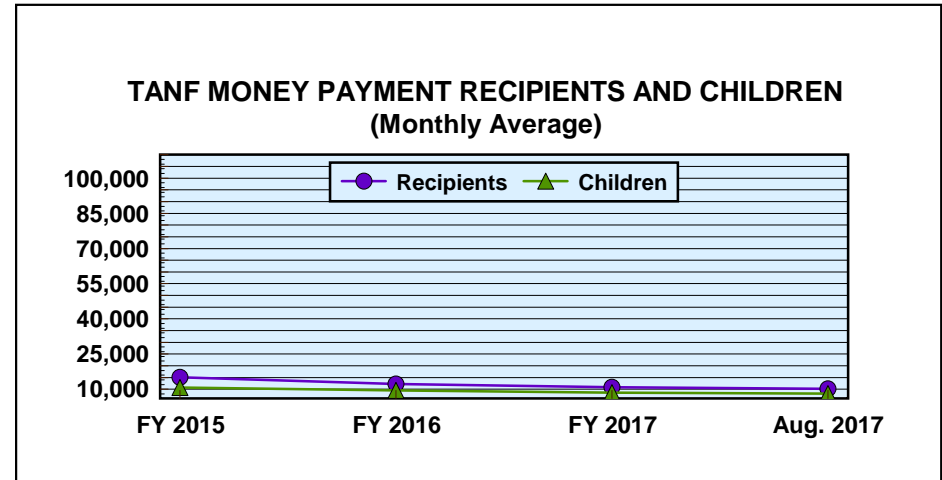 TANF MONEY PAYMENT RECIPIENTS AND CHILDREN
(Monthly Average)
Recipients Children
100,000
85,000
70,000
55,000
40,000
25,000
10,000
FY 2015 FY 2016 FY 2017 Aug. 2017